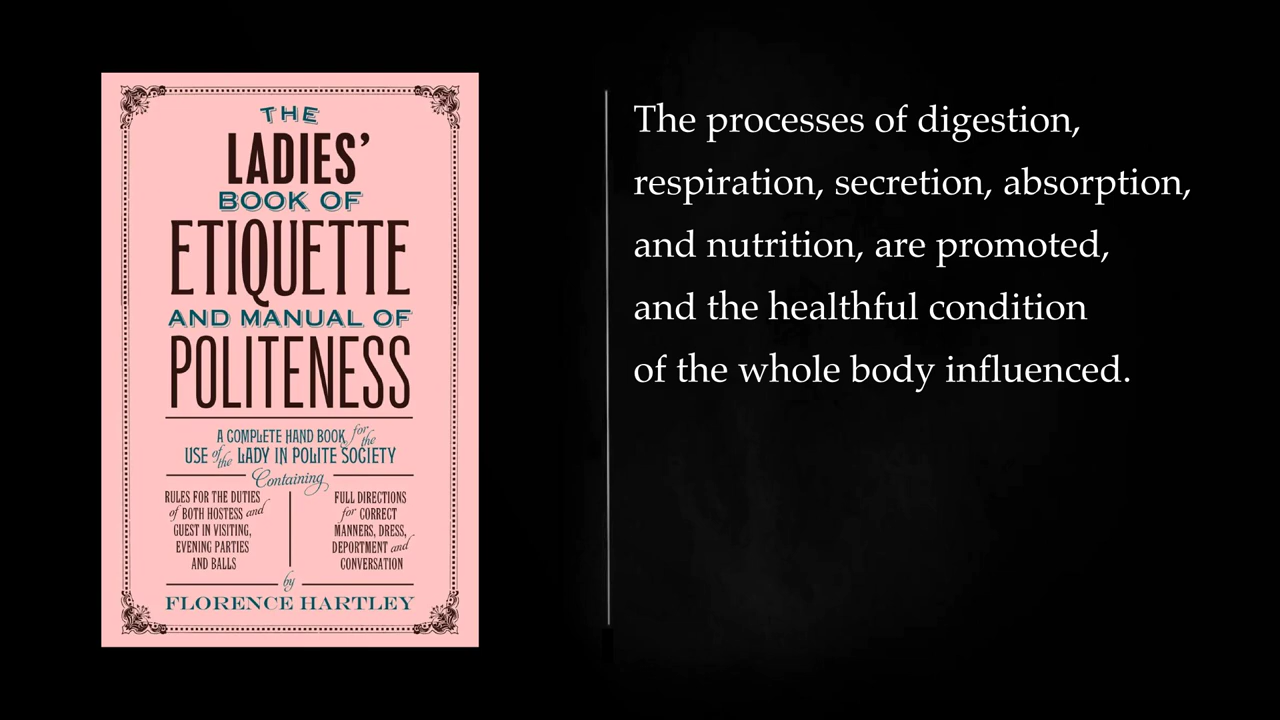 THE
LADIES'
BOOK OF
ETIQUETTE
AND MANUAL OF
POLITENESS
A COMPLETE HAND BOOK for the
USE of the LADY IN POLITE SOCIETY
Containing
RULES FOR THE DUTIES
of BOTH HOSTESS and
GUEST IN VISITING,
EVENING PARTIES
AND BALLS
FULL DIRECTIONS
for CORRECT
MANNERS, DRESS,
DEPORTMENT and
CONVERSATION
by
FLORENCE HARTLEY
The processes of digestion,
respiration, secretion, absorption,
and nutrition, are promoted,
and the healthful condition
of the whole body influenced.